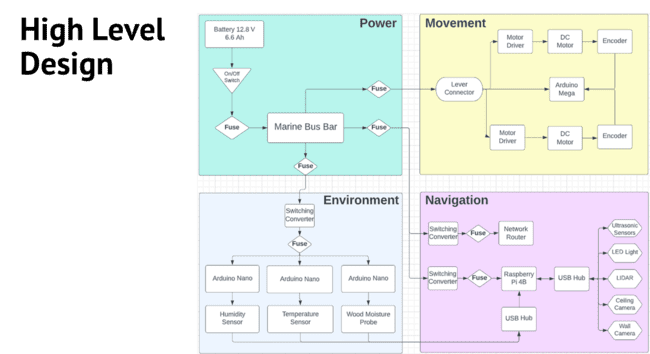 High Level
Design
Power
Battery 12.8 V
6.6 Ah
On/Off
Switch
Fuse
Marine Bus Bar
Fuse
Fuse
Fuse
Movement
Lever
Connector
Motor
Driver
DC
Motor
Encoder
Arduino
Mega
Motor
Driver
DC
Motor
Encoder
Environment
Switching
Converter
Fuse
Arduino Nano
Arduino Nano
Arduino Nano
Humidity
Sensor
Temperature
Sensor
Wood Moisture
Probe
Navigation
Switching
Converter
Fuse
Network
Router
Switching
Converter
Fuse
Raspberry
Pi 4B
USB Hub
USB Hub
Ultrasonic
Sensors
LED Light
LIDAR
Ceiling
Camera
Wall
Camera